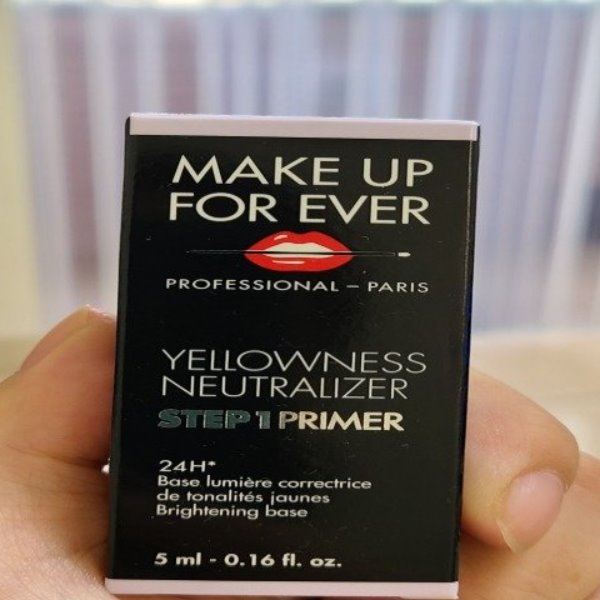 MAKE UP
FOR EVER
PROFESSIONAL – PARIS
YELLOWNESS
NEUTRALIZER
STEP 1 PRIMER
24H*
Base lumière correctrice
de tonalités jaunes
Brightening base
5 ml - 0.16 fl. oz.